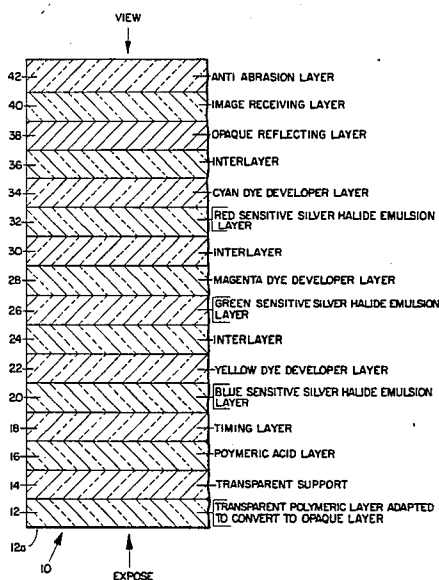 VIEW
42 ANTI ABRASION LAYER
40 IMAGE RECEIVING LAYER
38 OPAQUE REFLECTING LAYER
36 INTERLAYER
34 CYAN DYE DEVELOPER LAYER
32 RED SENSITIVE SILVER HALIDE EMULSION
LAYER
30 INTERLAYER
28 MAGENTA DYE DEVELOPER LAYER
26 GREEN SENSITIVE SILVER HALIDE EMULSION
LAYER
24 INTERLAYER
22 YELLOW DYE DEVELOPER LAYER
20 BLUE SENSITIVE SILVER HALIDE EMULSION
LAYER
18 TIMING LAYER
16 POYMERIC ACID LAYER
14 TRANSPARENT SUPPORT
12 TRANSPARENT POLYMERIC LAYER ADAPTED
TO CONVERT TO OPAQUE LAYER
12a
10
EXPOSE